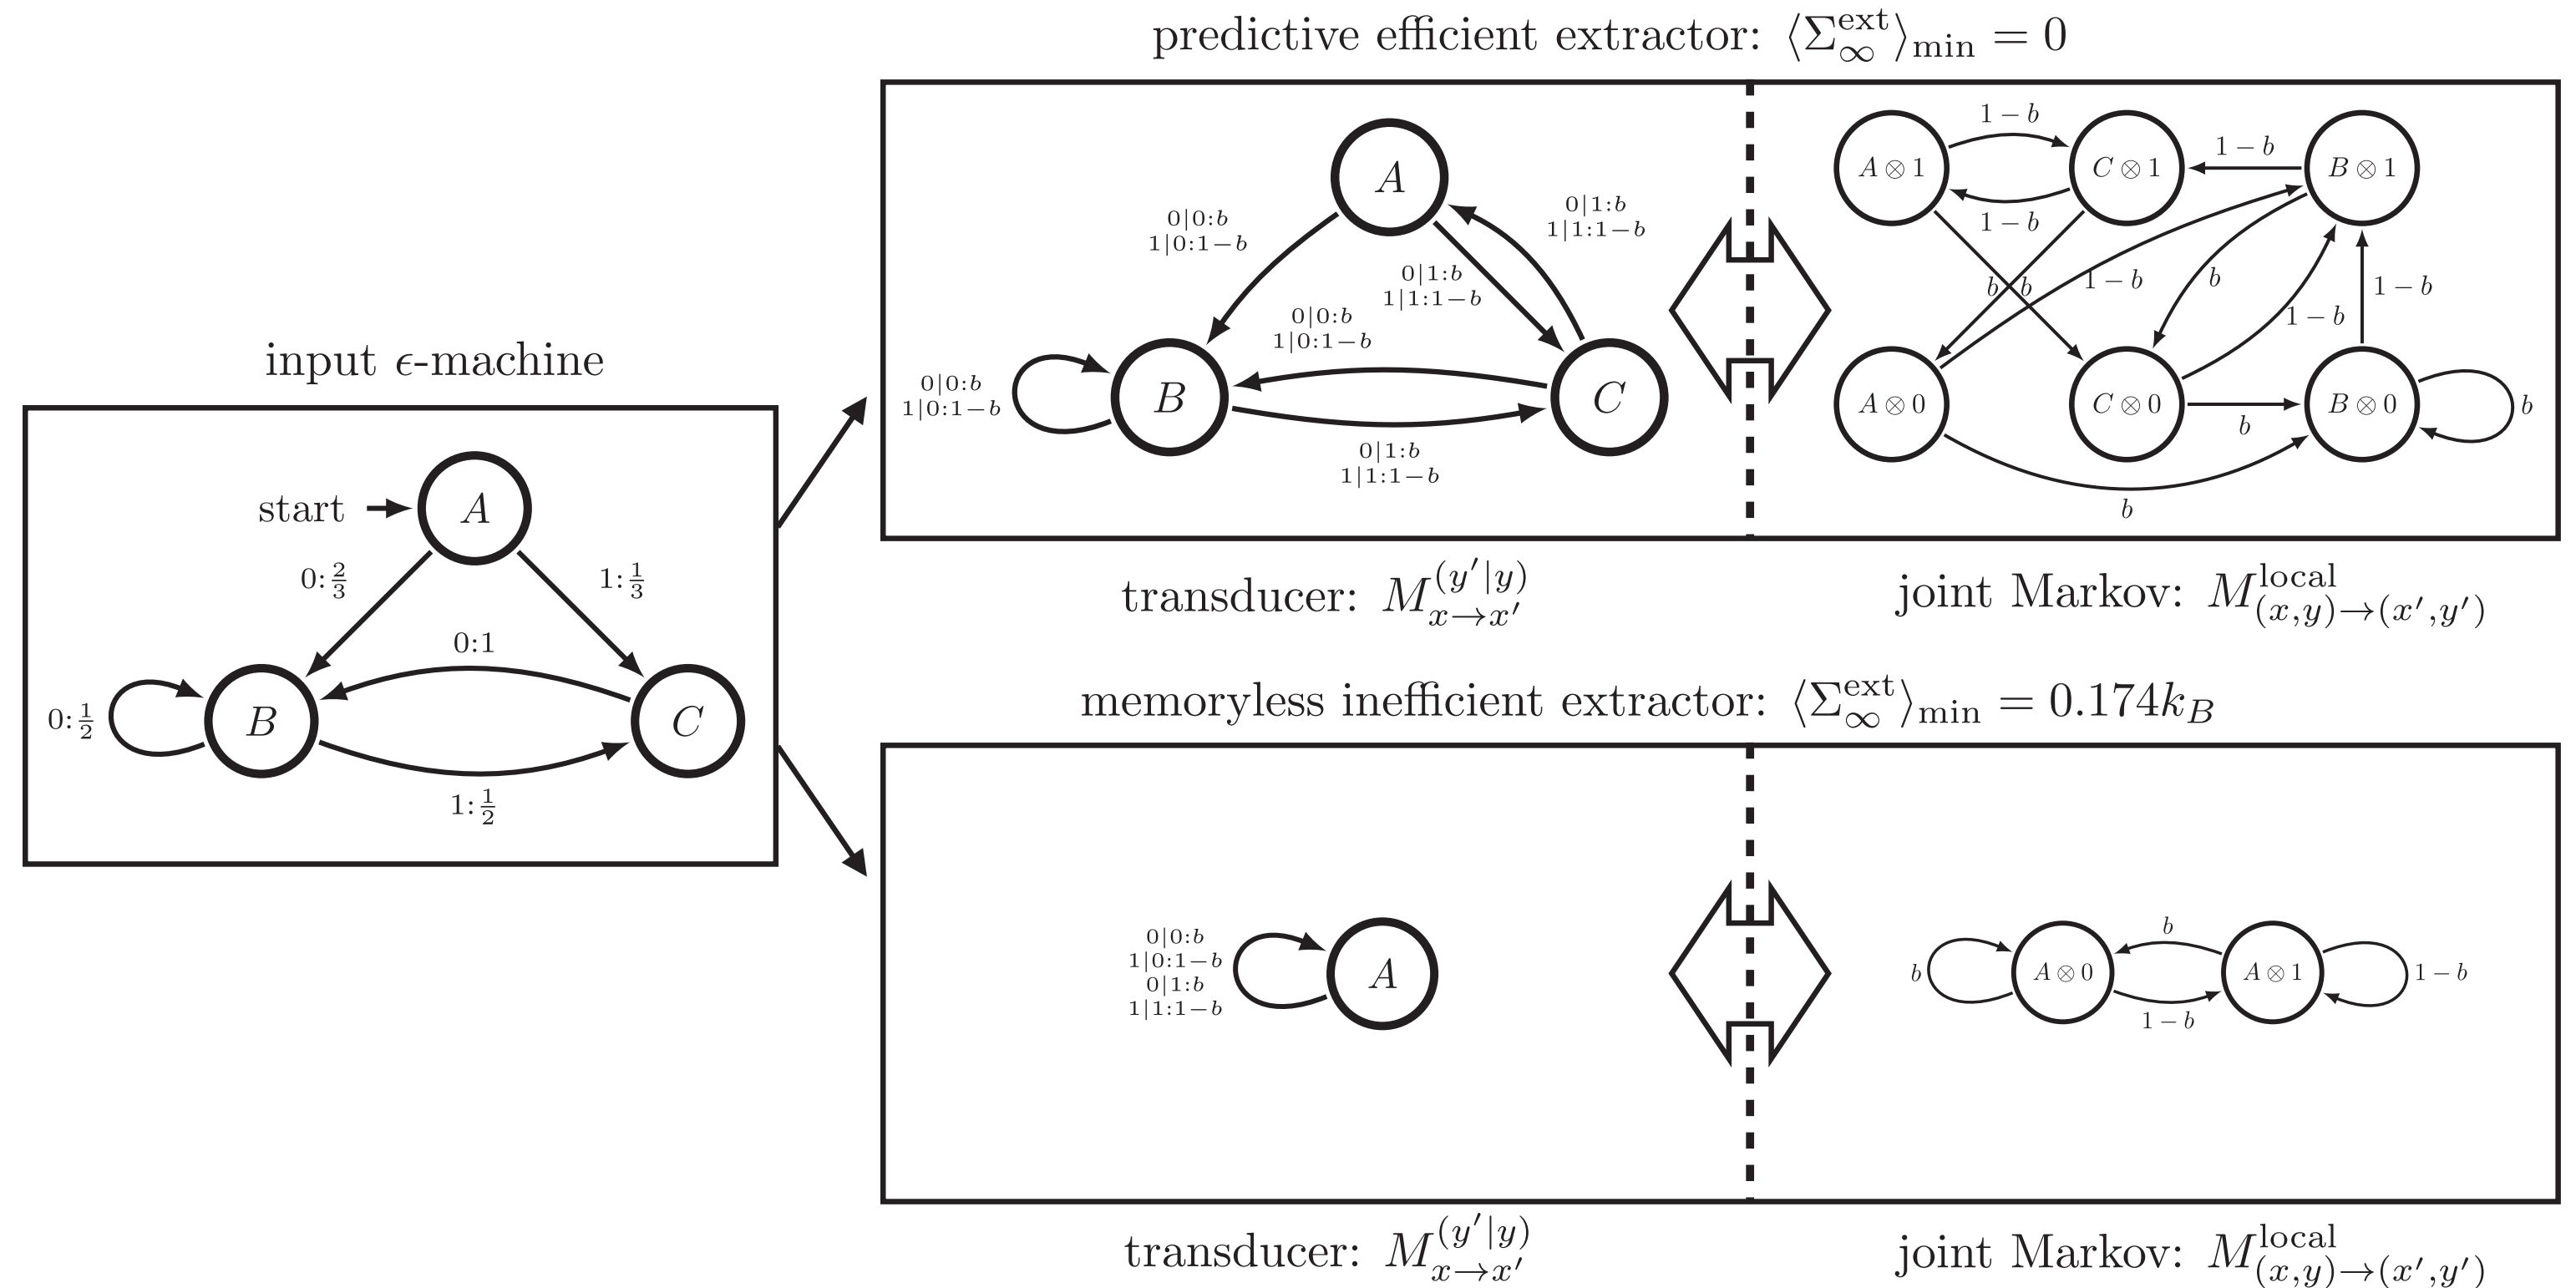 predictive efficient extractor: ⟨Σ^ext_∞⟩_min = 0
input ϵ-machine
start
A
B
C
0:2/3
1:1/3
0:1
0:1/2
1:1/2
A
B
C
0|0:b
1|0:1−b
0|1:b
1|1:1−b
0|1:b
1|1:1−b
0|0:b
1|0:1−b
0|0:b
1|0:1−b
0|1:b
1|1:1−b
A ⊗ 1
C ⊗ 1
B ⊗ 1
A ⊗ 0
C ⊗ 0
B ⊗ 0
1 − b
1 − b
1 − b
b
b
1 − b
b
1 − b
1 − b
b
b
b
transducer: M^(y′|y)_x→x′
joint Markov: M^local_(x,y)→(x′,y′)
memoryless inefficient extractor: ⟨Σ^ext_∞⟩_min = 0.174k_B
0|0:b
1|0:1−b
0|1:b
1|1:1−b
A
b
A ⊗ 0
b
1 − b
A ⊗ 1
1 − b
transducer: M^(y′|y)_x→x′
joint Markov: M^local_(x,y)→(x′,y′)